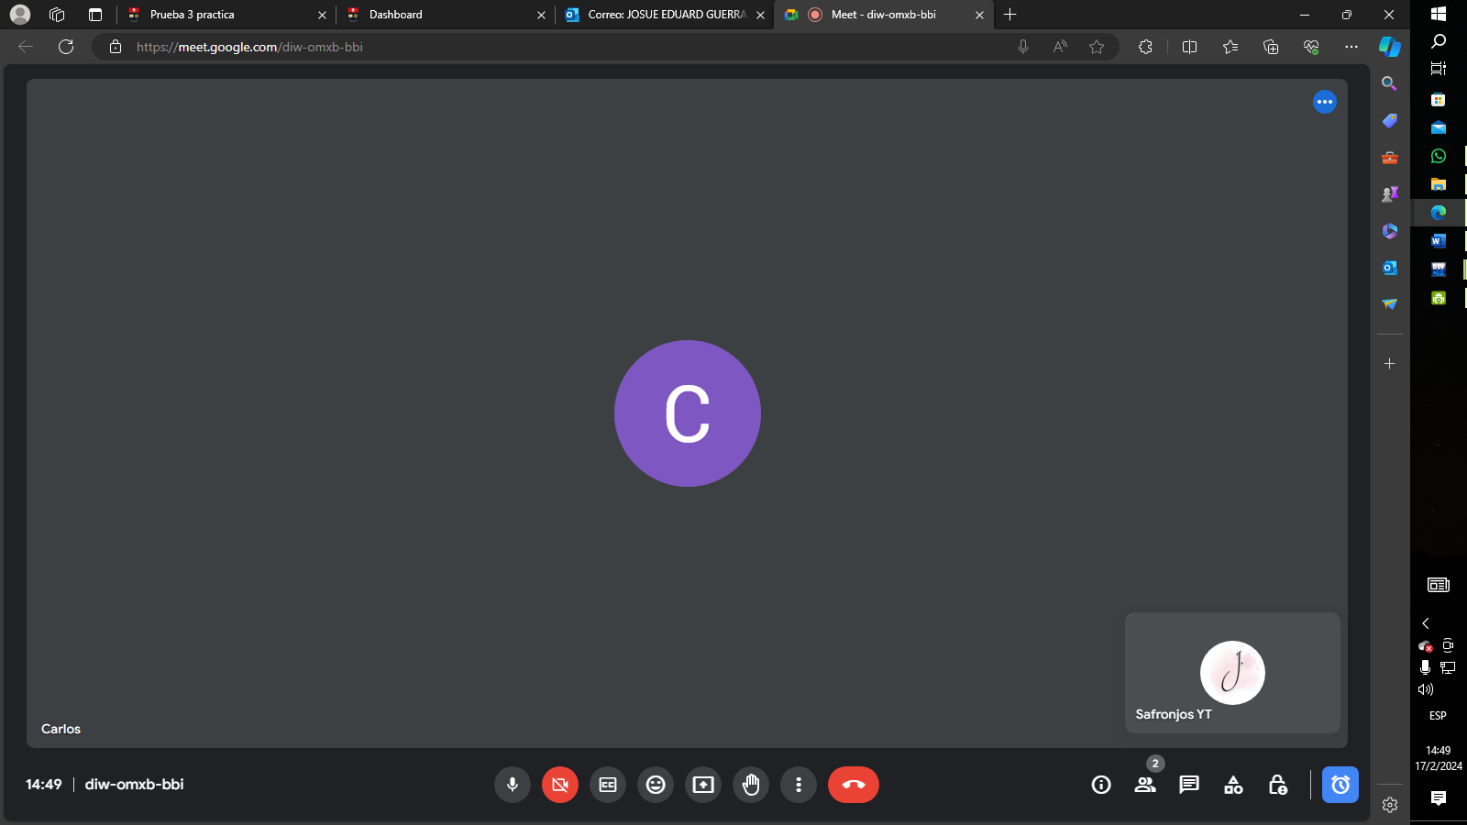 Prueba 3 practica
Dashboard
Correo: JOSUE EDUARD GUERRA
Meet - diw-omxb-bbi
https://meet.google.com/diw-omxb-bbi
C
J
Safronjos YT
Carlos
14:49 | diw-omxb-bbi
CC
2
ESP
14:49
17/2/2024